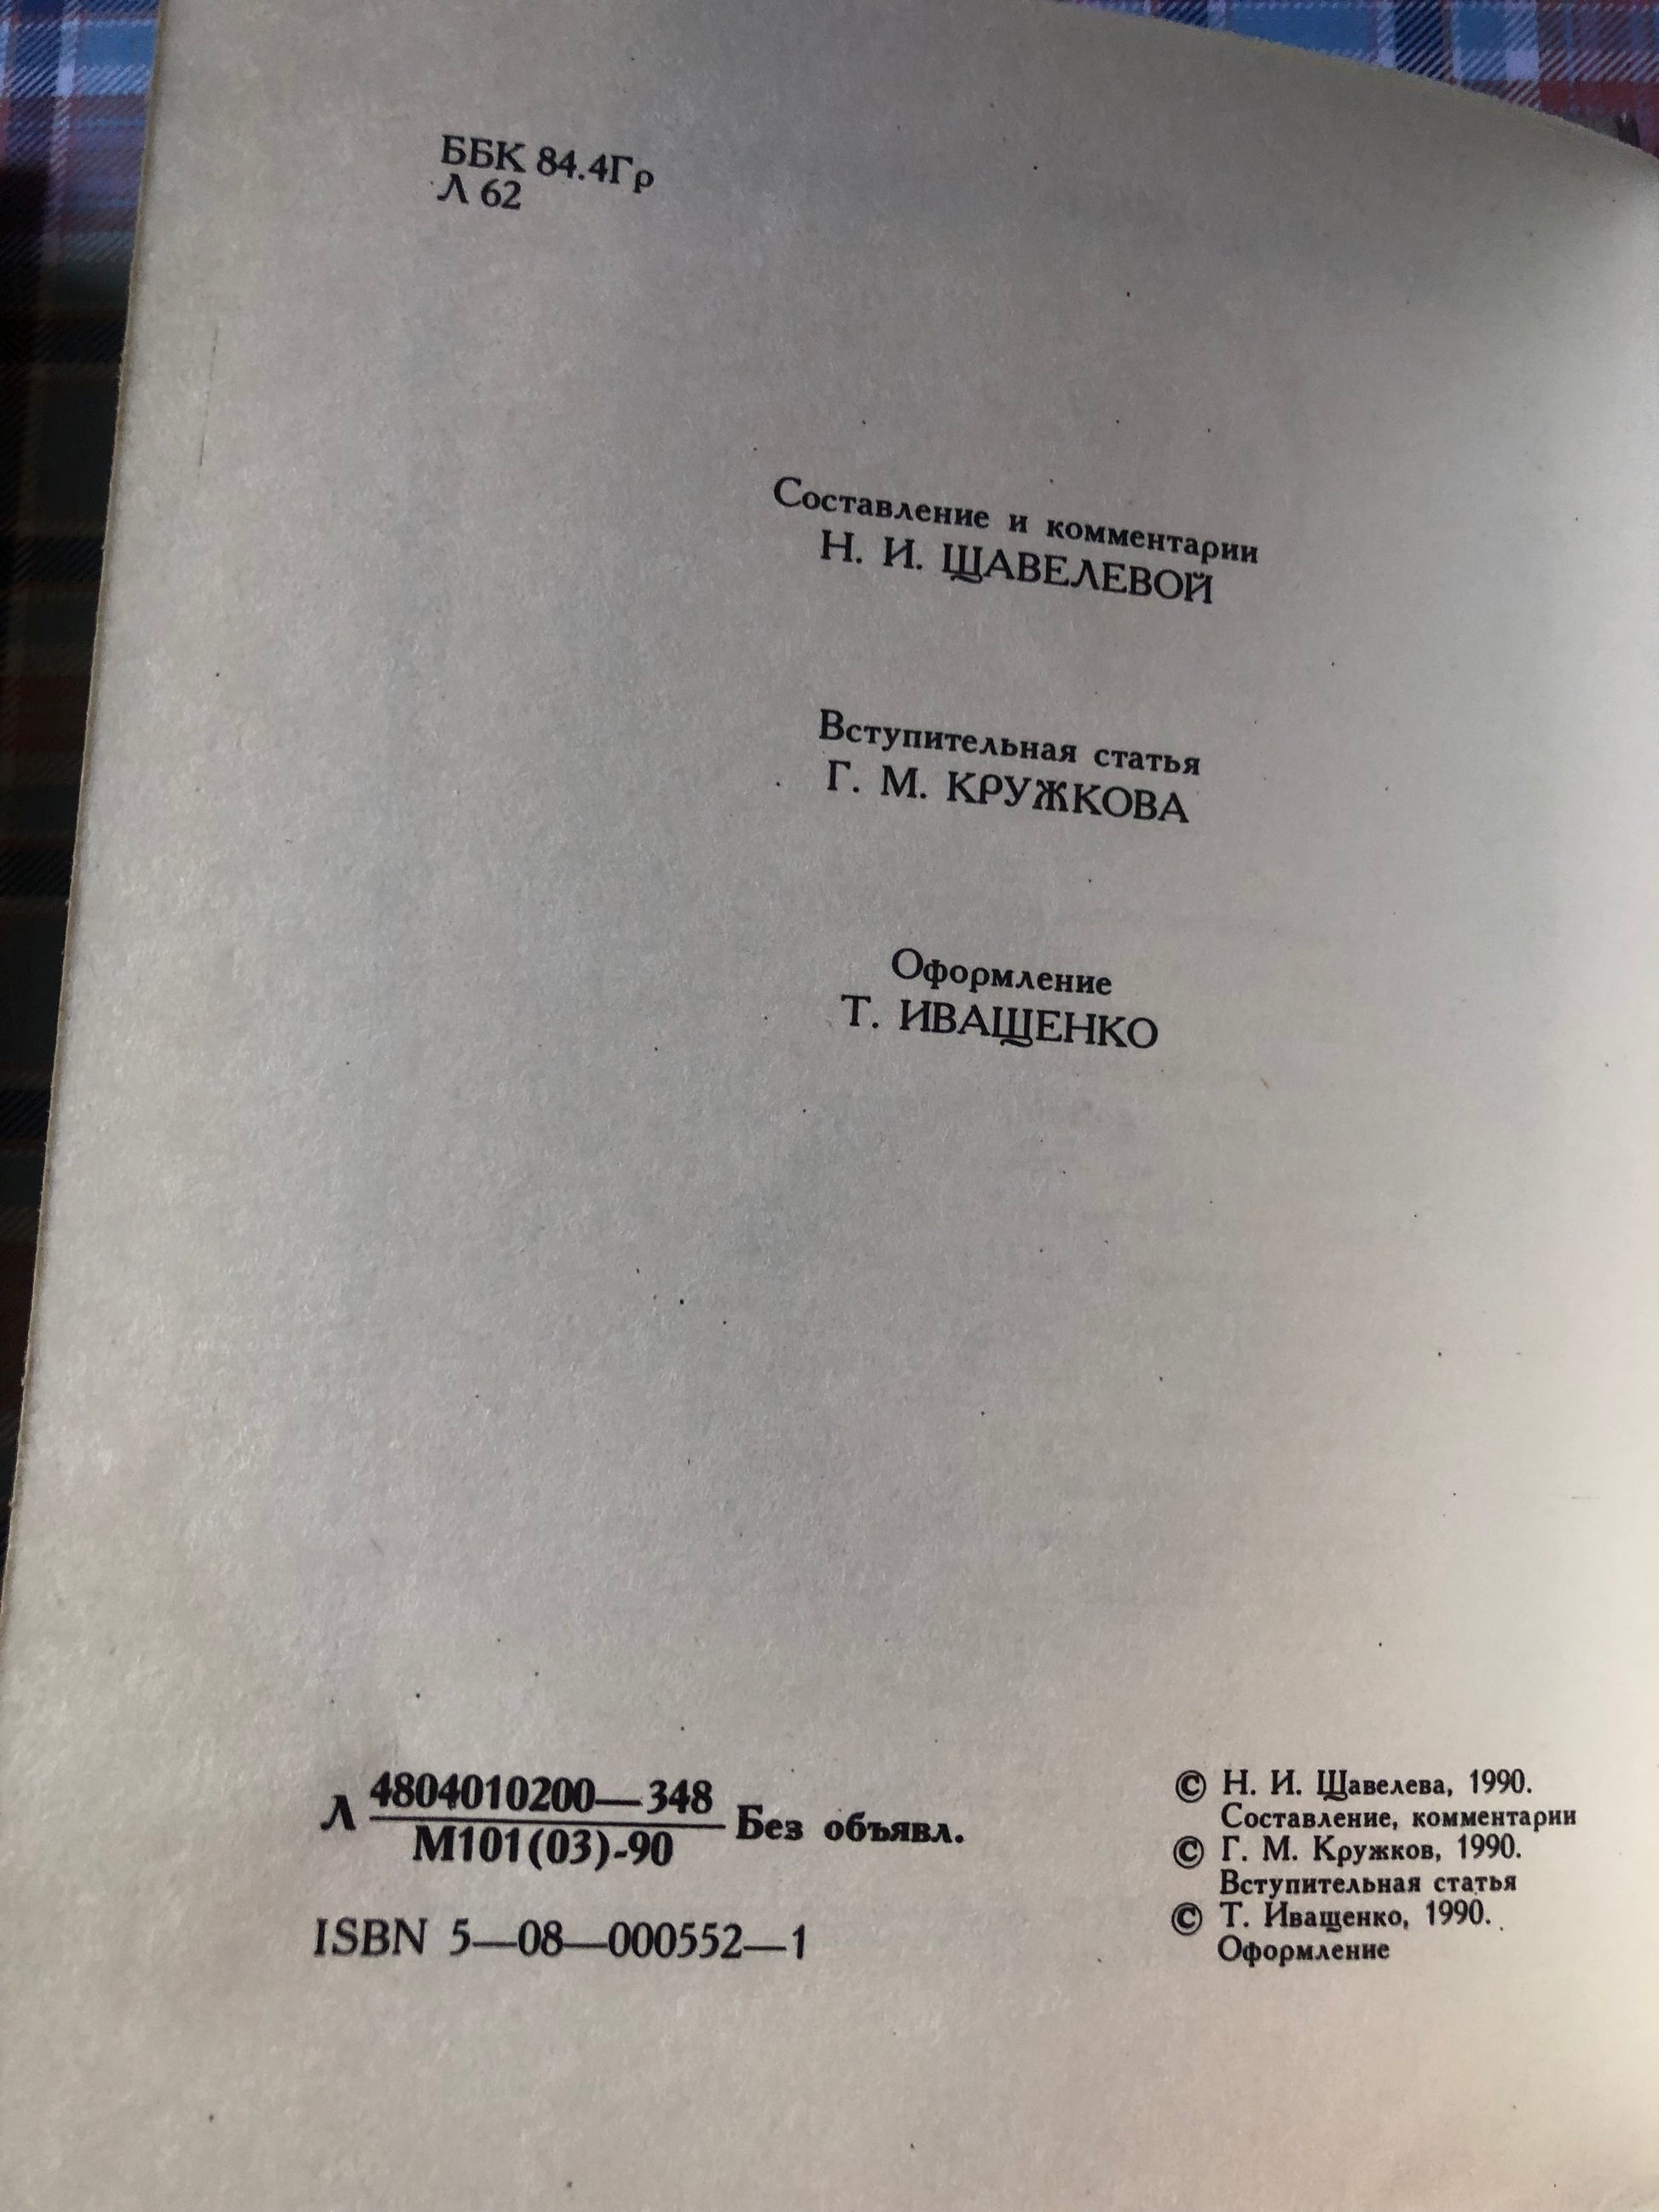 ББК 84.4Гр
Л 62
Составление и комментарии
Н. И. ЩАВЕЛЕВОЙ
Вступительная статья
Г. М. КРУЖКОВА
Оформление
Т. ИВАЩЕНКО
Л 4804010200—348
М101(03)-90
Без объявл.
ISBN 5—08—000552—1
© Н. И. Щавелева, 1990.
Составление, комментарии
© Г. М. Кружков, 1990.
Вступительная статья
© Т. Иващенко, 1990.
Оформление